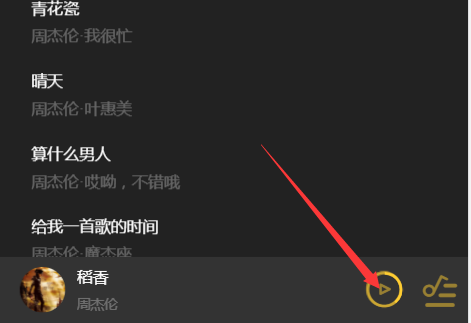 青花瓷
周杰伦·我很忙
晴天
周杰伦·叶惠美
算什么男人
周杰伦·哎呦，不错哦
给我一首歌的时间
周杰伦·魔杰座
稻香
周杰伦